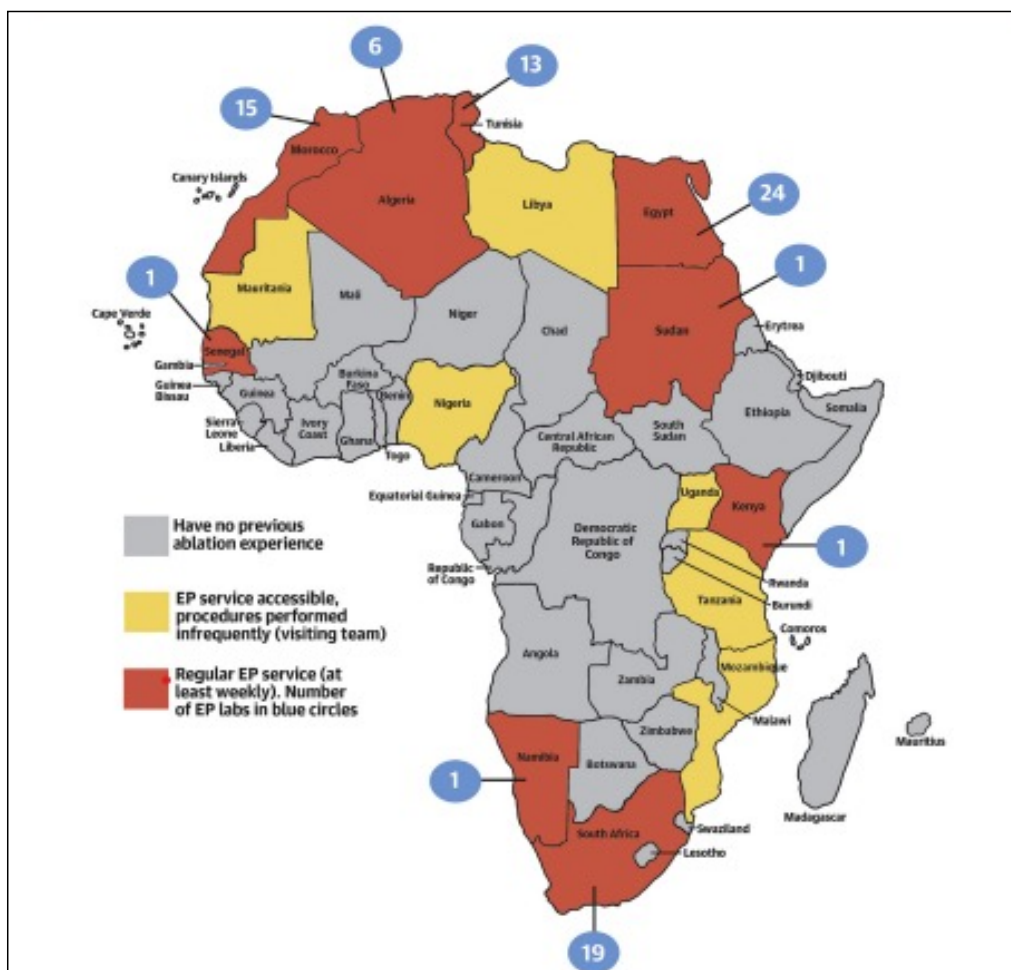 6
13
15
Tunisia
Morocco
Canary Islands
Algeria
Libya
Egypt
24
1
1
Mauritania
Mali
Niger
Chad
Sudan
Erytrea
Cape Verde
Senegal
Gambia
Guinea
Bissau
Burkina
Faso
Benin
Nigeria
Djibouti
Guinea
Ivory
Coast
Ghana
Togo
Sierra
Leone
Liberia
Ethiopia
Somalia
South
Sudan
Central African
Republic
Cameroon
Equatorial Guinea
Uganda
Kenya
1
Gabon
Democratic
Republic of
Congo
Republic
of Congo
Rwanda
Burundi
Tanzania
Comoros
Have no previous
ablation experience
EP service accessible,
procedures performed
infrequently (visiting team)
Regular EP service (at
least weekly). Number
of EP labs in blue circles
Angola
Zambia
Mozambique
Malawi
Zimbabwe
Mauritius
Madagascar
Namibia
Botswana
1
South Africa
Swaziland
Lesotho
19